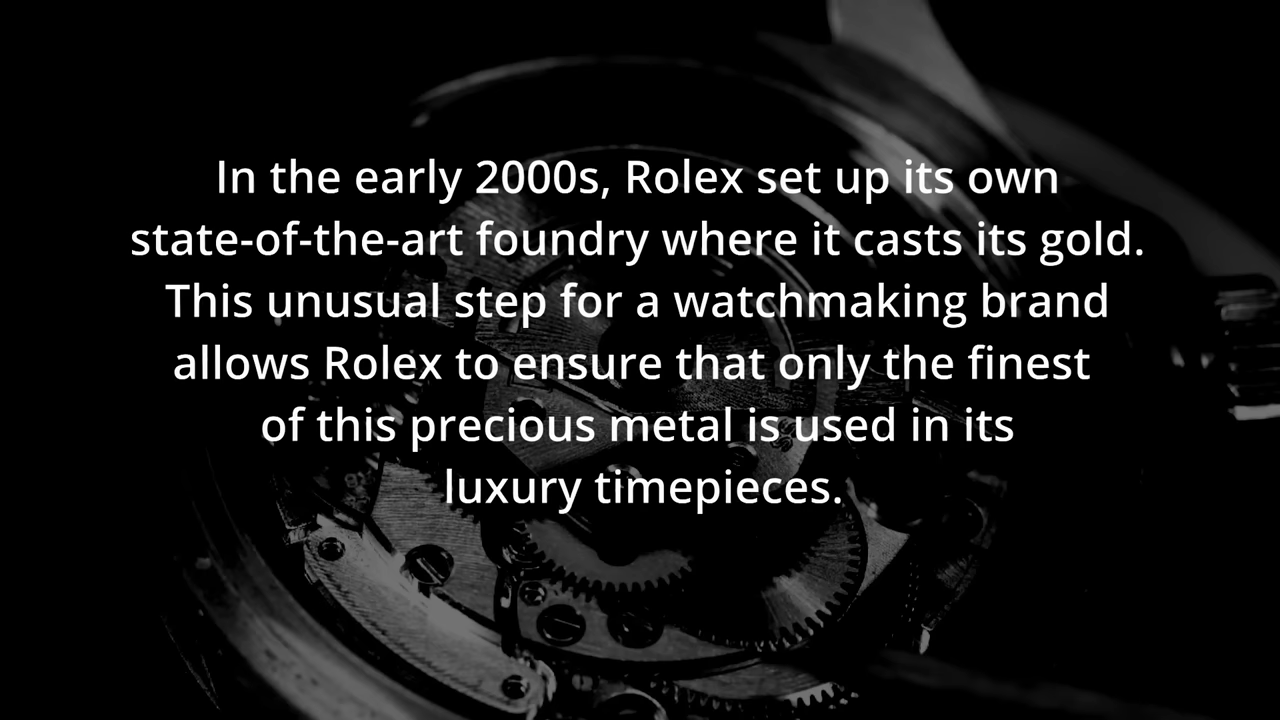 In the early 2000s, Rolex set up its own
state-of-the-art foundry where it casts its gold.
This unusual step for a watchmaking brand
allows Rolex to ensure that only the finest
of this precious metal is used in its
luxury timepieces.